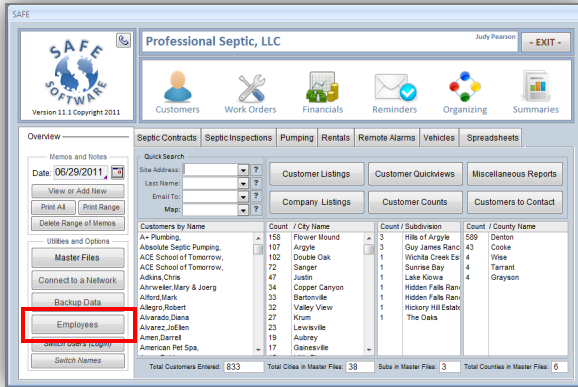 SAFE
SAFE
SOFTWARE
Version 11.1 Copyright 2011
Professional Septic, LLC
Judy Pearson
- EXIT -
Customers
Work Orders
Financials
Reminders
Organizing
Summaries
Overview
Septic Contracts
Septic Inspections
Pumping
Rentals
Remote Alarms
Vehicles
Spreadsheets
Memos and Notes
Date: 06/29/2011
View or Add New
Print All
Print Range
Delete Range of Memos
Utilities and Options
Master Files
Connect to a Network
Backup Data
Employees
Switch Users (Login)
Switch Names
Quick Search
Site Address: ?
Last Name: ?
Email To: ?
Map: ?
Customer Listings
Customer Quickviews
Miscellaneous Reports
Company Listings
Customer Counts
Customers to Contact
Customers by Name
A+ Plumbing,
Absolute Septic Pumping,
ACE School of Tomorrow,
ACE School of Tomorrow,
Adkins,Chris
Ahrweiler,Mary & Joerg
Alford,Mark
Allegro,Robert
Alvarado,Diana
Alvarez,JoEllen
Amen,Darrell
American Pet Spa,
Count / City Name
158 Flower Mound
107 Argyle
102 Double Oak
72 Sanger
47 Justin
34 Copper Canyon
33 Bartonville
32 Valley View
27 Krum
23 Lewisville
19 Aubrey
17 Gainesville
Count / Subdivision
3 Hills of Argyle
3 Guy James Ranc
1 Wichita Creek Es
1 Sunrise Bay
1 Lake Kiowa
1 Hidden Falls Ran
1 Hidden Falls Ran
1 Hickory Hill Estate
1 The Oaks
Count / County Name
589 Denton
43 Cooke
4 Wise
4 Tarrant
4 Grayson
Total Customers Entered: 833
Total Cities in Master Files: 38
Subs in Master Files: 3
Total Counties in Master Files: 6